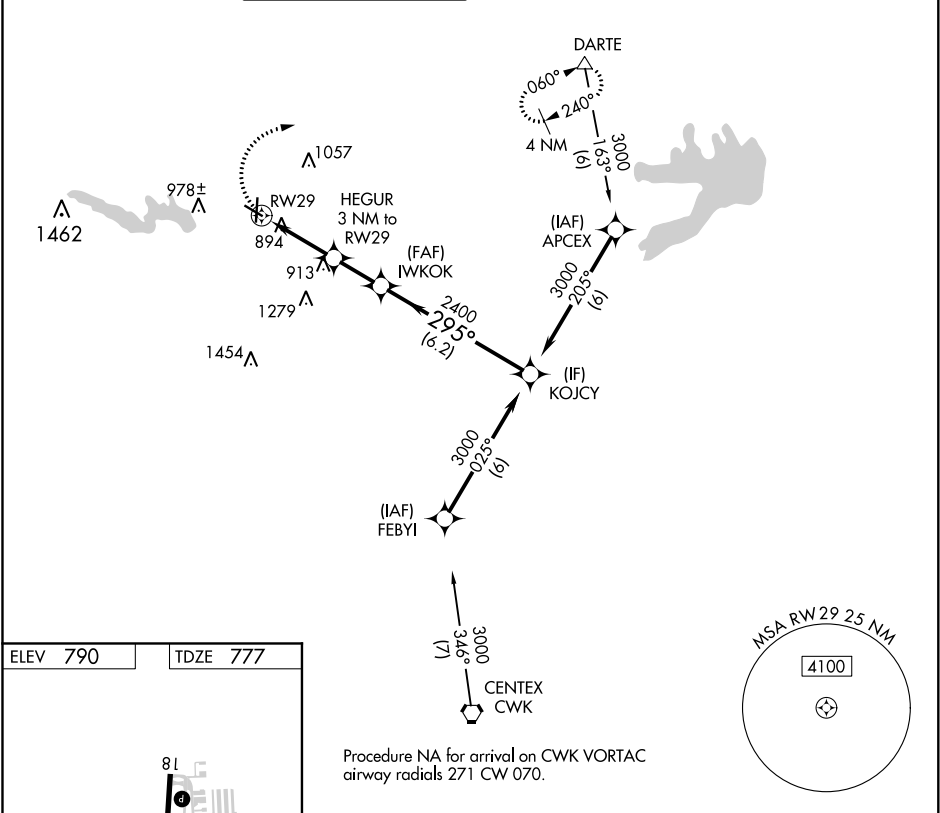 DARTE
060°
240°
4 NM
3000
163°
(6)
1057
978±
1462
RW29
894
HEGUR
3 NM to
RW29
913
(FAF)
IWKOK
1279
1454
2400
295°
(6.2)
(IAF)
APCEX
3000
205°
(6)
(IF)
KOJCY
3000
025°
(6)
(IAF)
FEBYI
3000
346°
(7)
CENTEX
CWK
Procedure NA for arrival on CWK VORTAC
airway radials 271 CW 070.
MSA RW29 25 NM
4100
ELEV 790
TDZE 777
18
P